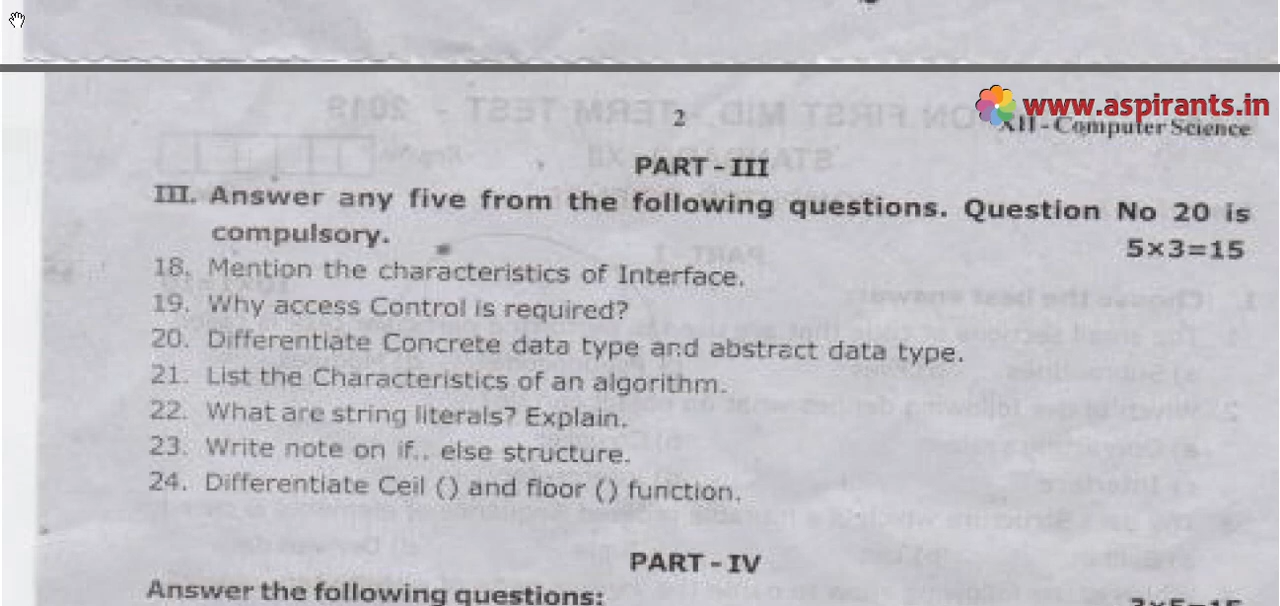 www.aspirants.in
2
XII - Computer Science
PART - III
III. Answer any five from the following questions. Question No 20 is
compulsory.
5×3=15
18. Mention the characteristics of Interface.
19. Why access Control is required?
20. Differentiate Concrete data type and abstract data type.
21. List the Characteristics of an algorithm.
22. What are string literals? Explain.
23. Write note on if.. else structure.
24. Differentiate Ceil () and floor () function.
PART - IV
Answer the following questions:
3×5=15